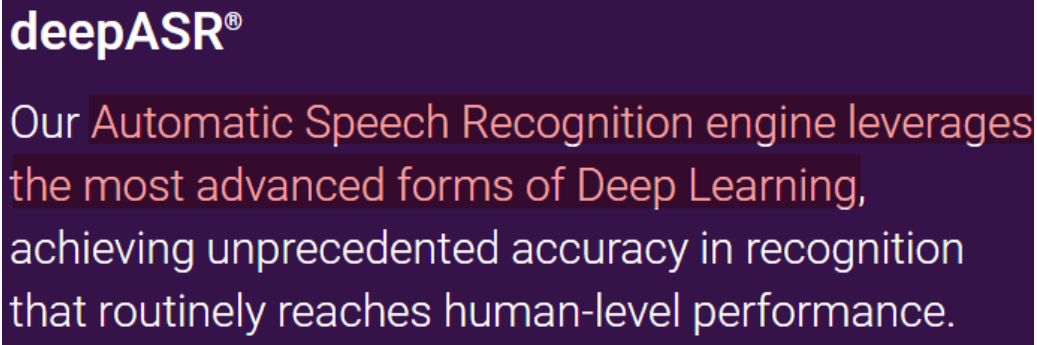 deepASR®
Our Automatic Speech Recognition engine leverages
the most advanced forms of Deep Learning,
achieving unprecedented accuracy in recognition
that routinely reaches human-level performance.